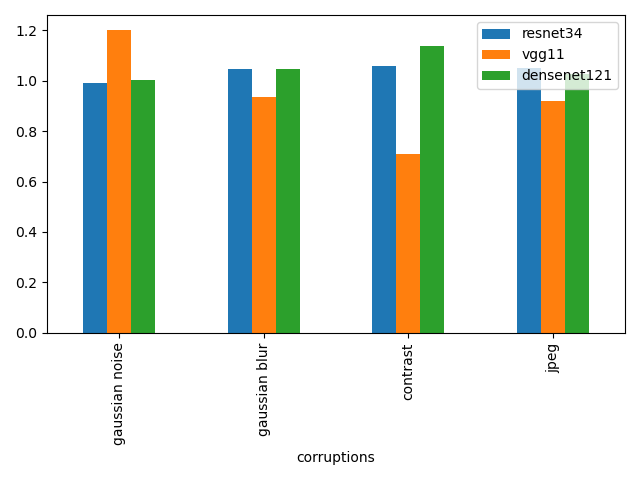 1.2
1.0
0.8
0.6
0.4
0.2
0.0
resnet34
vgg11
densenet121
gaussian noise
gaussian blur
contrast
jpeg
corruptions